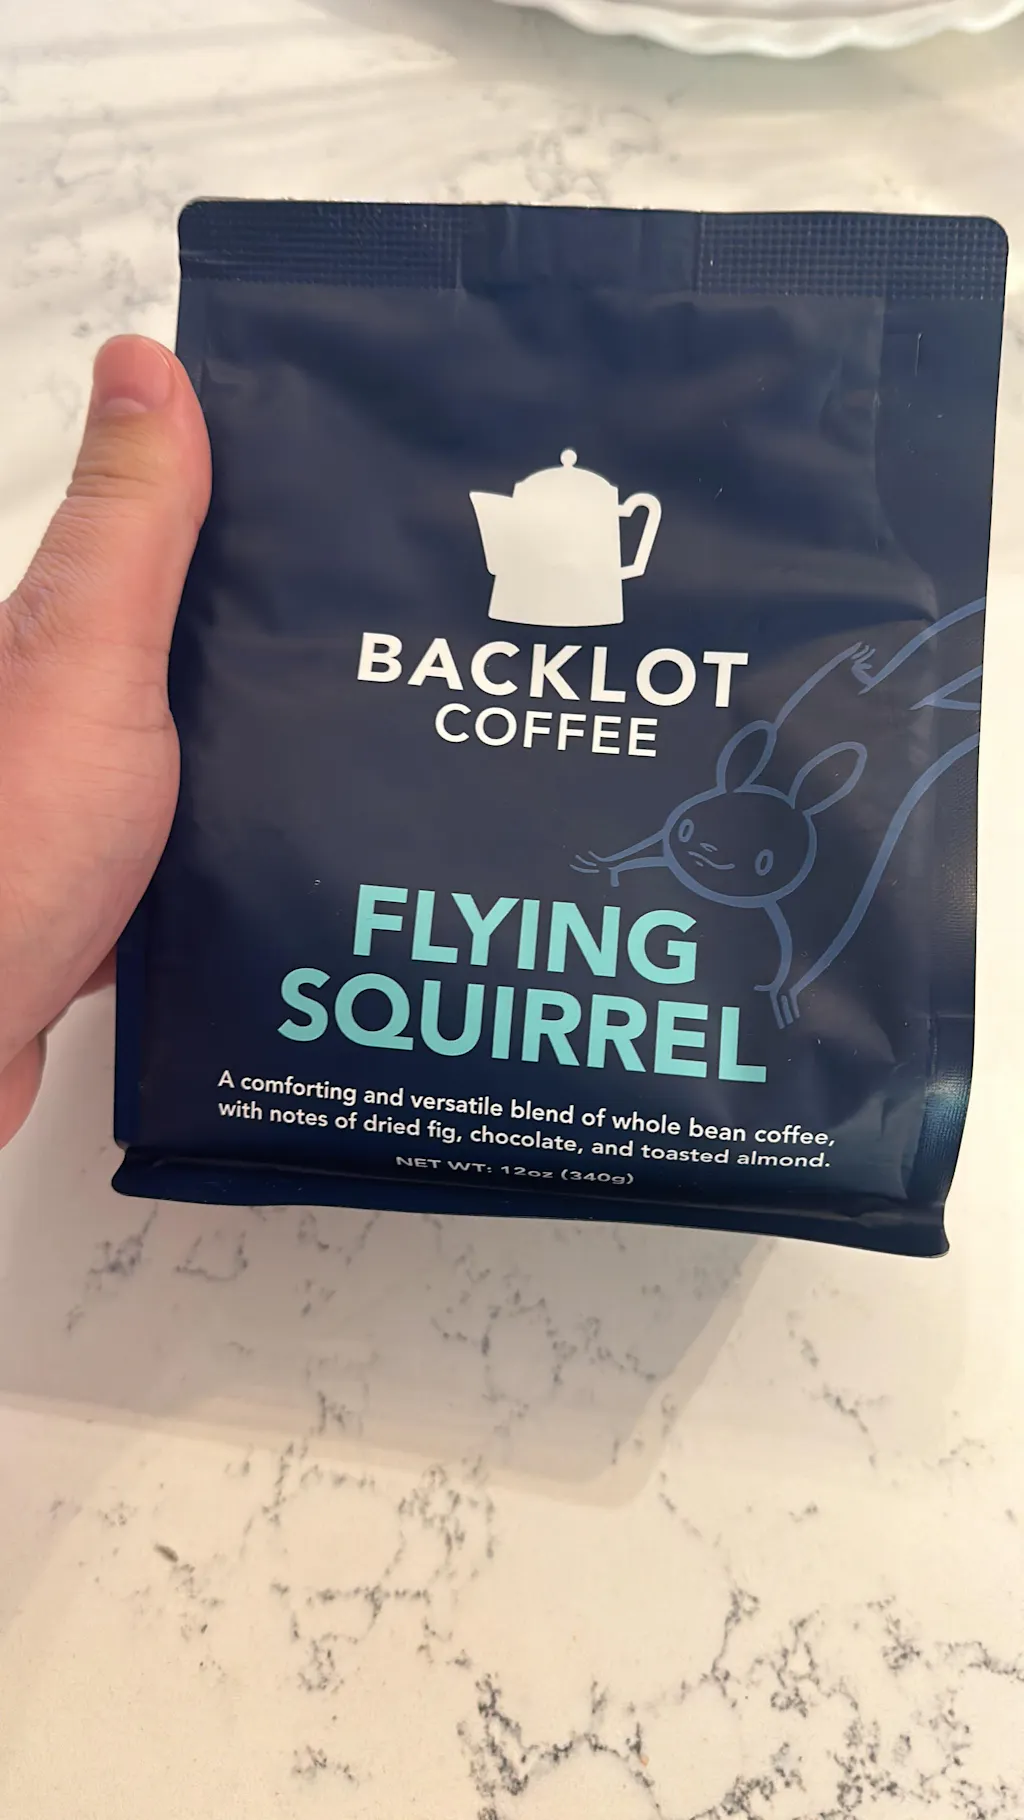 BACKLOT
COFFEE
FLYING
SQUIRREL
A comforting and versatile blend of whole bean coffee,
with notes of dried fig, chocolate, and toasted almond.
NET WT: 12oz (340g)